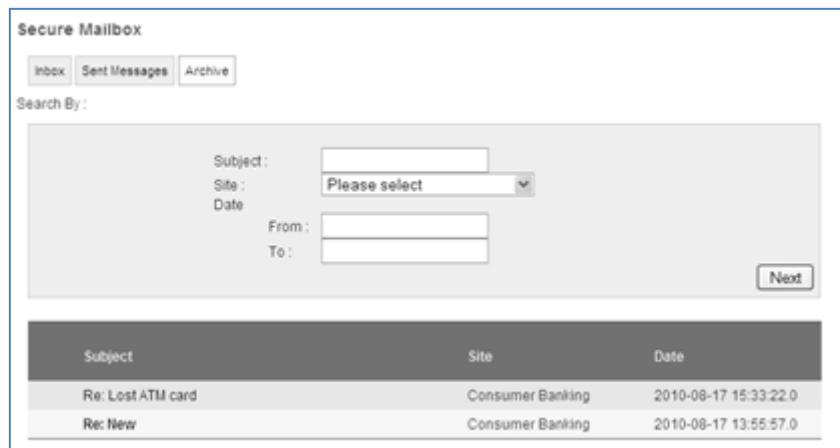 Secure Mailbox
Inbox Sent Messages Archive
Search By :
Subject :
Site : Please select
Date
From :
To :
Next
Subject Site Date
Re: Lost ATM card Consumer Banking 2010-08-17 15:33:22.0
Re: New Consumer Banking 2010-08-17 13:55:57.0